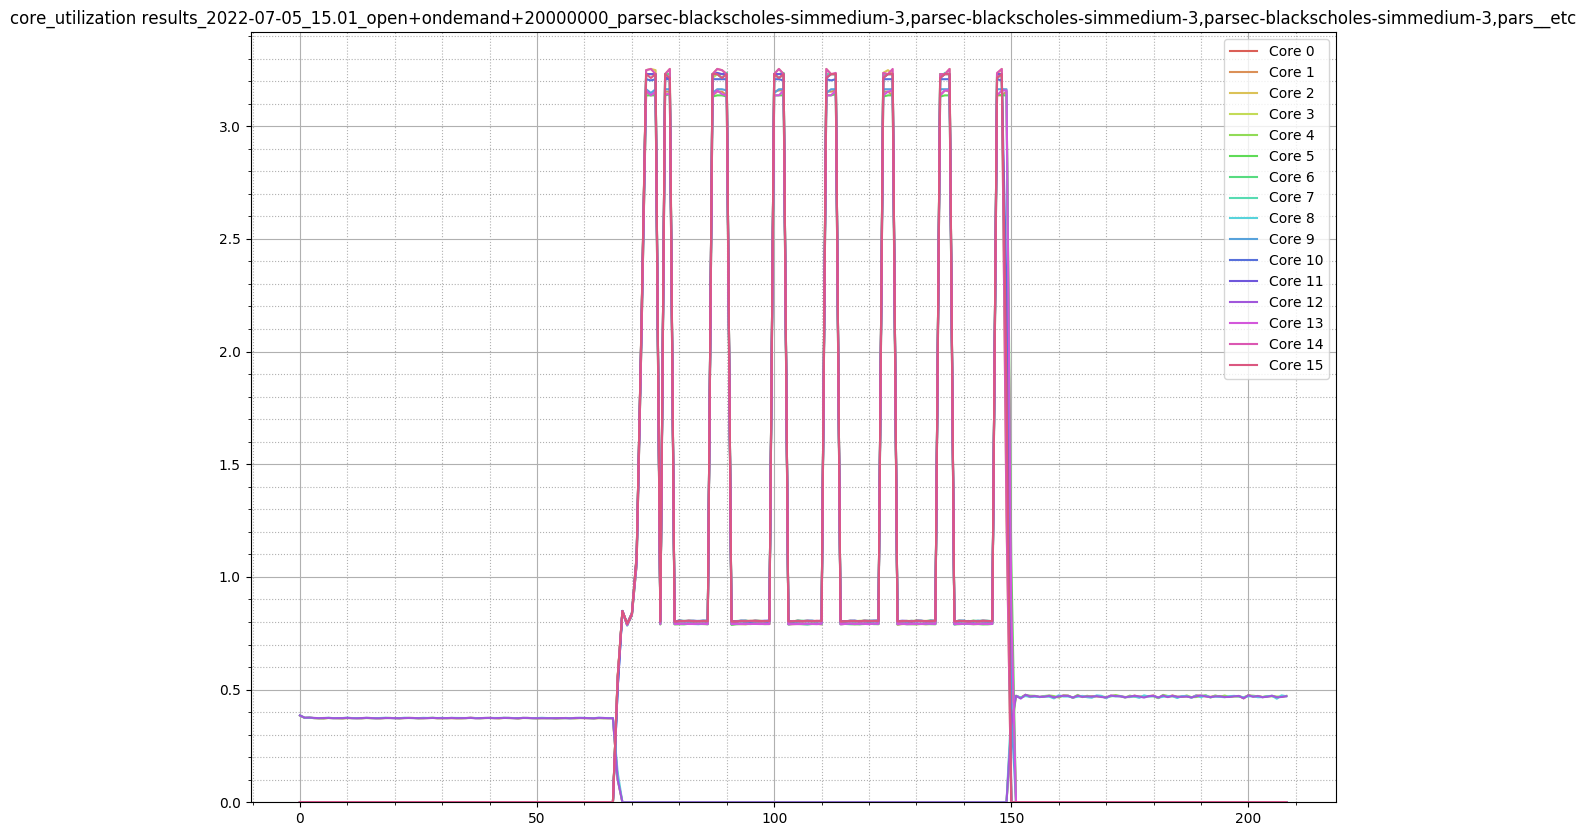 core_utilization results_2022-07-05_15.01_open+ondemand+20000000_parsec-blackscholes-simmedium-3,parsec-blackscholes-simmedium-3,parsec-blackscholes-simmedium-3,pars__etc
Core 0
Core 1
Core 2
Core 3
Core 4
Core 5
Core 6
Core 7
Core 8
Core 9
Core 10
Core 11
Core 12
Core 13
Core 14
Core 15
3.0
2.5
2.0
1.5
1.0
0.5
0.0
0 50 100 150 200